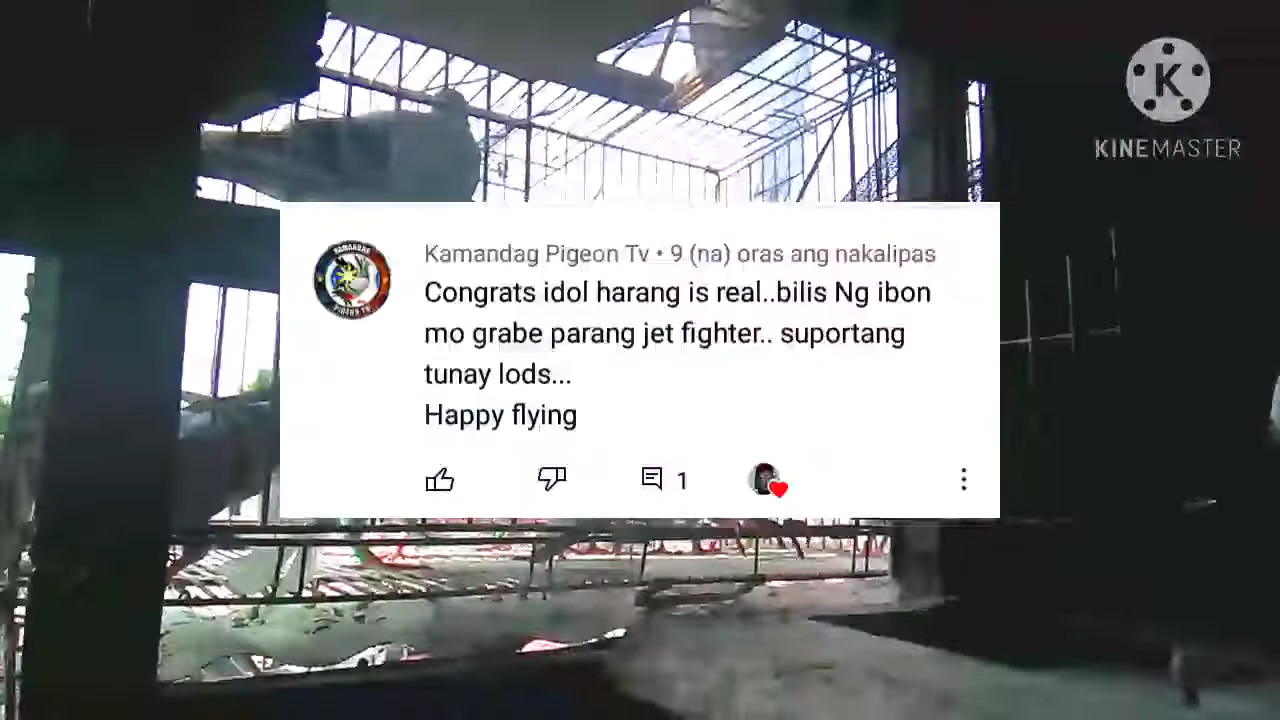 KINEMASTER
Kamandag Pigeon Tv • 9 (na) oras ang nakalipas
Congrats idol harang is real..bilis Ng ibon
mo grabe parang jet fighter.. suportang
tunay lods...
Happy flying
1